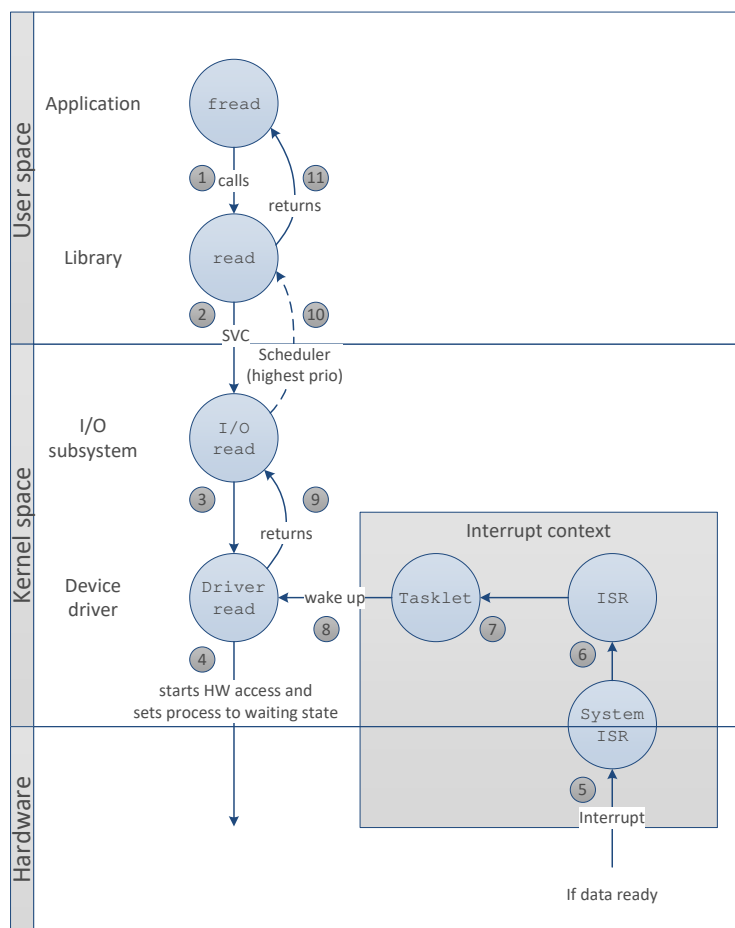 User space
Application
fread
1
calls
11
returns
Library
read
2
10
SVC
Scheduler
(highest prio)
Kernel space
I/O
subsystem
I/O
read
3
9
returns
Interrupt context
Device
driver
Driver
read
wake up
Tasklet
ISR
8
7
4
6
starts HW access and
sets process to waiting state
System
ISR
Hardware
5
Interrupt
If data ready